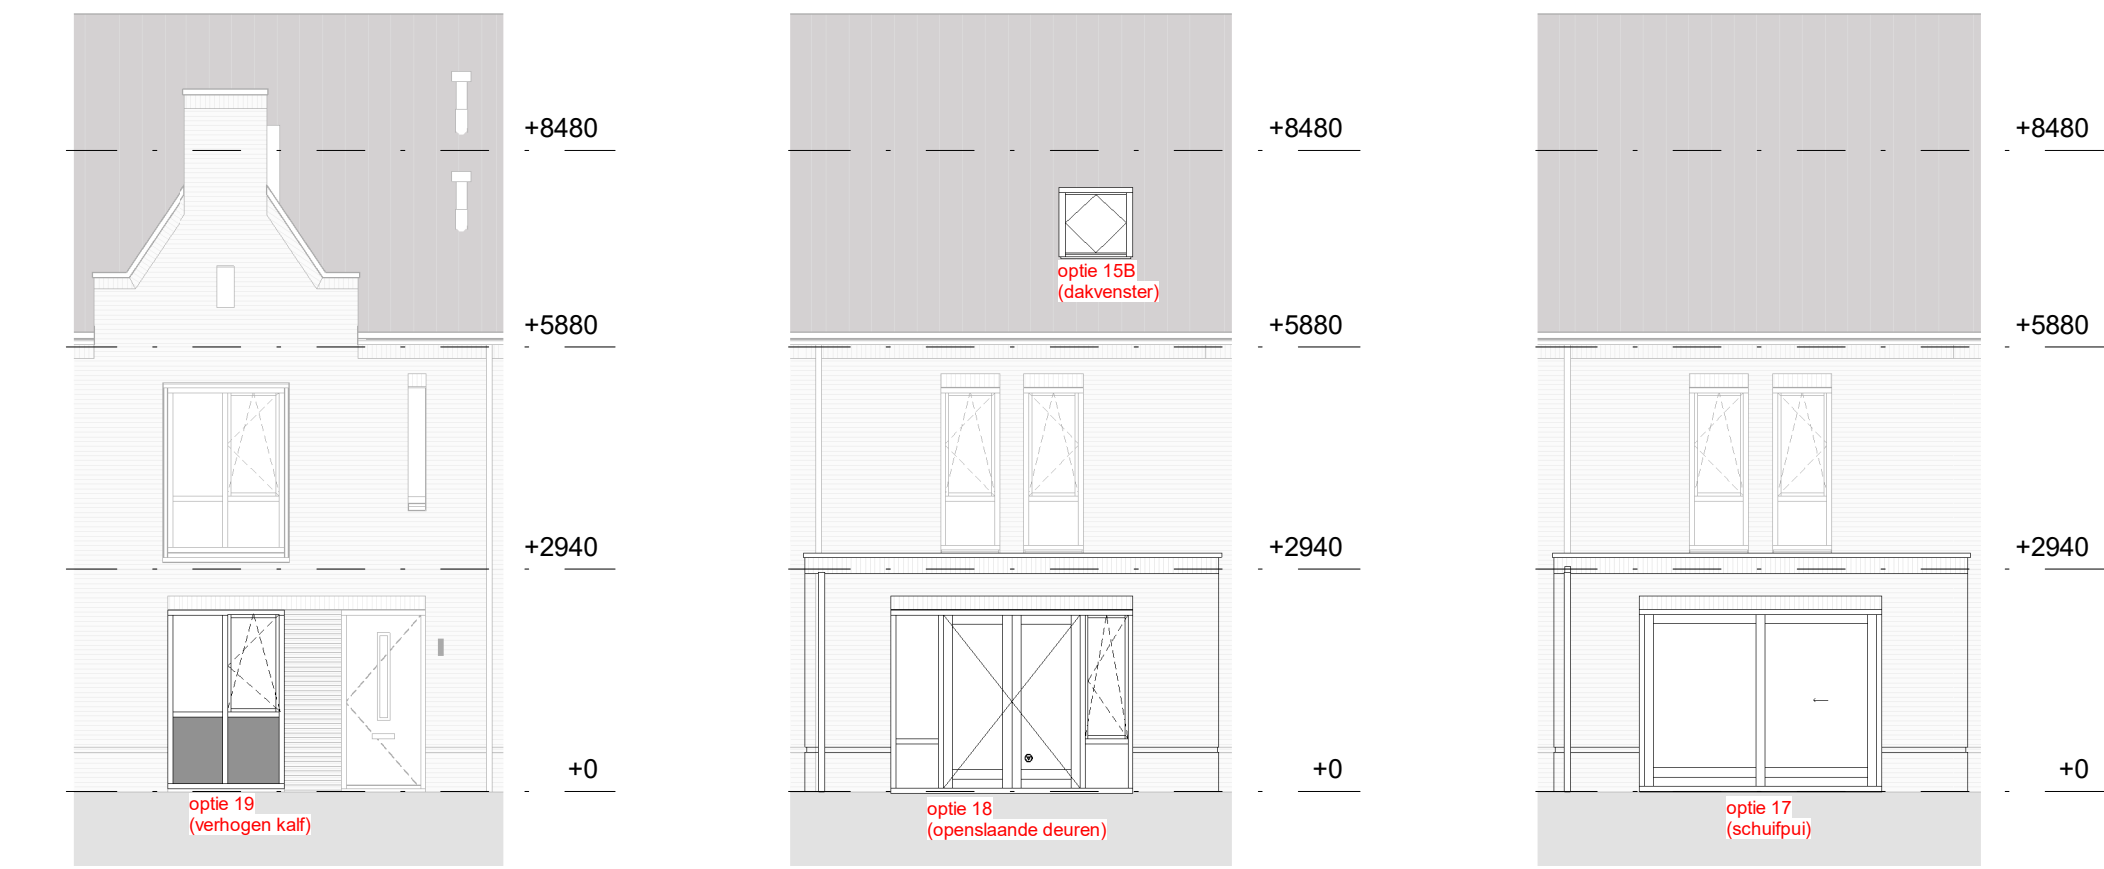 +8480
+5880
+2940
+0
optie 19
(verhogen kalf)
+8480
optie 15B
(dakvenster)
+5880
+2940
+0
optie 18
(openslaande deuren)
+8480
+5880
+2940
+0
optie 17
(schuifpui)